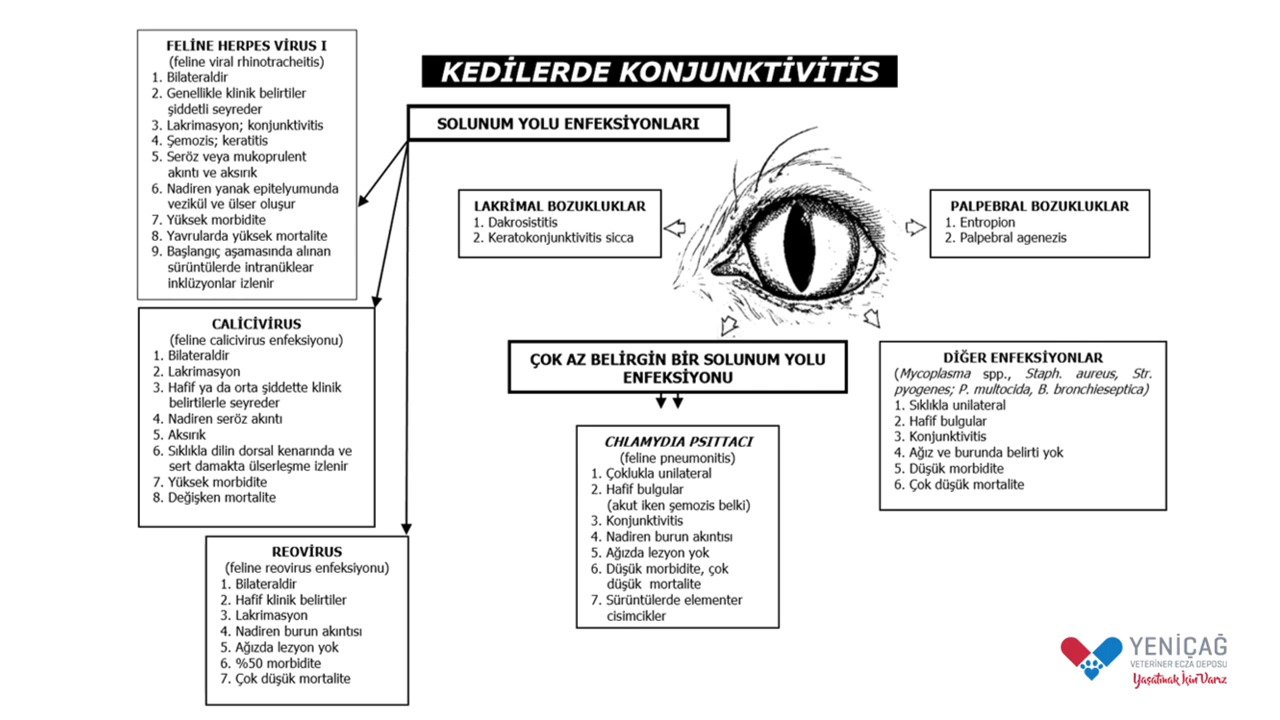 KEDİLERDE KONJUNKTİVİTİS
SOLUNUM YOLU ENFEKSİYONLARI
FELİNE HERPES VİRUS I
(feline viral rhinotracheitis)
1. Bilateraldir
2. Genellikle klinik belirtiler
şiddetli seyreder
3. Lakrimasyon; konjunktivitis
4. Şemozis; keratitis
5. Seröz veya mukoprulent
akıntı ve aksırık
6. Nadiren yanak epitelyumunda
vezikül ve ülser oluşur
7. Yüksek morbidite
8. Yavrularda yüksek mortalite
9. Başlangıç aşamasında alınan
sürüntülerde intranüklear
inklüzyonlar izlenir
CALİCİVİRUS
(feline calicivirus enfeksiyonu)
1. Bilateraldir
2. Lakrimasyon
3. Hafif ya da orta şiddette klinik
belirtilerle seyreder
4. Nadiren seröz akıntı
5. Aksırık
6. Sıklıkla dilin dorsal kenarında ve
sert damakta ülserleşme izlenir
7. Yüksek morbidite
8. Değişken mortalite
REOVİRUS
(feline reovirus enfeksiyonu)
1. Bilateraldir
2. Hafif klinik belirtiler
3. Lakrimasyon
4. Nadiren burun akıntısı
5. Ağızda lezyon yok
6. %50 morbidite
7. Çok düşük mortalite
LAKRİMAL BOZUKLUKLAR
1. Dakrosistitis
2. Keratokonjunktivitis sicca
PALPEBRAL BOZUKLUKLAR
1. Entropion
2. Palpebral agenezis
ÇOK AZ BELİRGİN BİR SOLUNUM YOLU
ENFEKSİYONU
CHLAMYDIA PSITTACI
(feline pneumonitis)
1. Çoklukla unilateral
2. Hafif bulgular
(akut iken şemozis belki)
3. Konjunktivitis
4. Nadiren burun akıntısı
5. Ağızda lezyon yok
6. Düşük morbidite, çok
düşük mortalite
7. Sürüntülerde elementer
cisimcikler
DİĞER ENFEKSİYONLAR
(Mycoplasma spp., Staph. aureus, Str.
pyogenes; P. multocida, B. bronchieseptica)
1. Sıklıkla unilateral
2. Hafif bulgular
3. Konjunktivitis
4. Ağız ve burunda belirti yok
5. Düşük morbidite
6. Çok düşük mortalite
YENİÇAĞ
VETERİNER ECZA DEPOSU
Yaşatmak İçin Varız